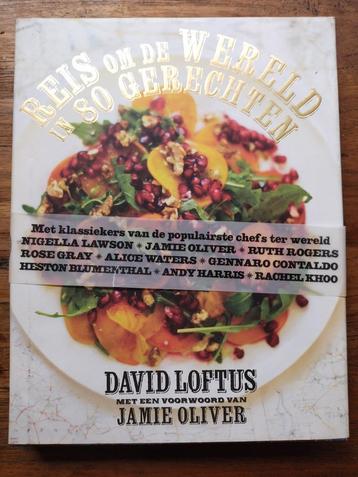 REIS OM DE WERELD
IN 80 GERECHTEN
Met klassiekers van de populairste chefs ter wereld
NIGELLA LAWSON • JAMIE OLIVER • RUTH ROGERS
ROSE GRAY • ALICE WATERS • GENNARO CONTALDO
HESTON BLUMENTHAL • ANDY HARRIS • RACHEL KHOO
DAVID LOFTUS
MET EEN VOORWOORD VAN
JAMIE OLIVER